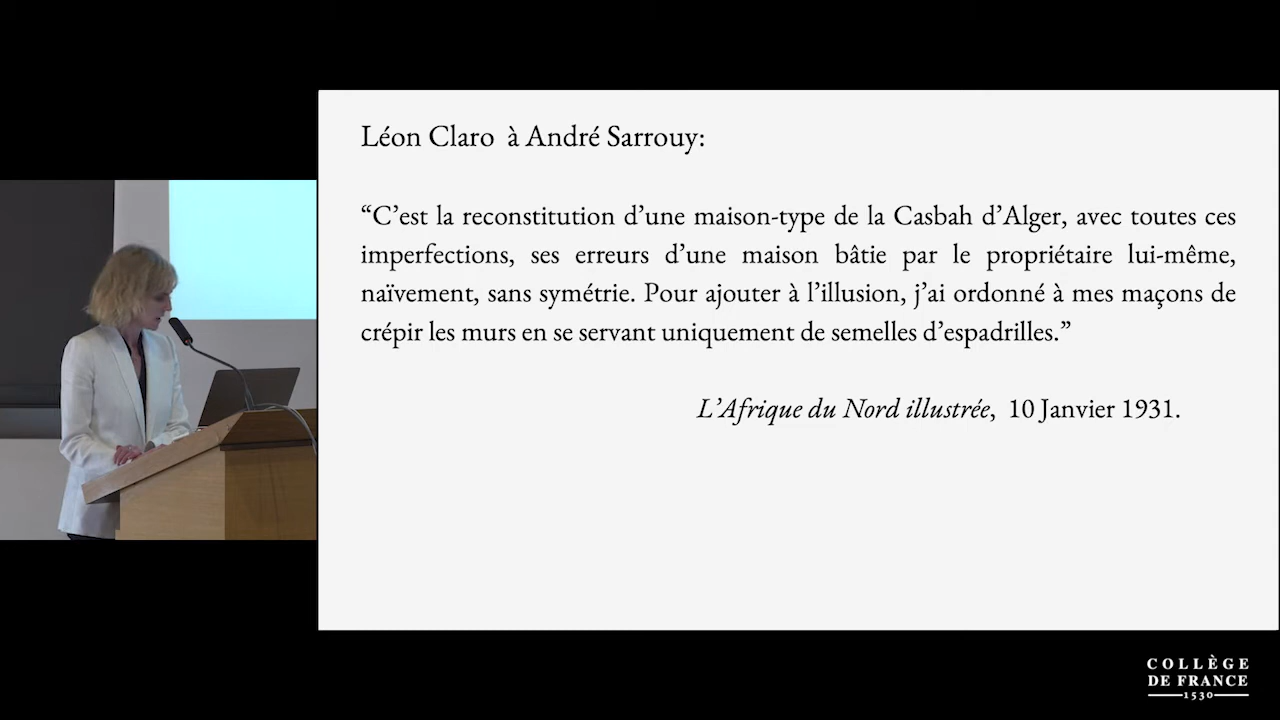 Léon Claro à André Sarrouy:
“C’est la reconstitution d’une maison-type de la Casbah d’Alger, avec toutes ces
imperfections, ses erreurs d’une maison bâtie par le propriétaire lui-même,
naïvement, sans symétrie. Pour ajouter à l’illusion, j’ai ordonné à mes maçons de
crépir les murs en se servant uniquement de semelles d’espadrilles.”
L’Afrique du Nord illustrée, 10 Janvier 1931.
COLLÈGE
DE FRANCE
1530